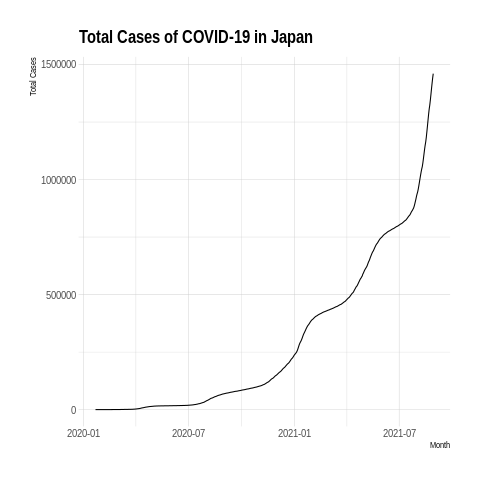 Total Cases of COVID-19 in Japan
Total Cases
1500000
1000000
500000
0
2020-01
2020-07
2021-01
2021-07
Month